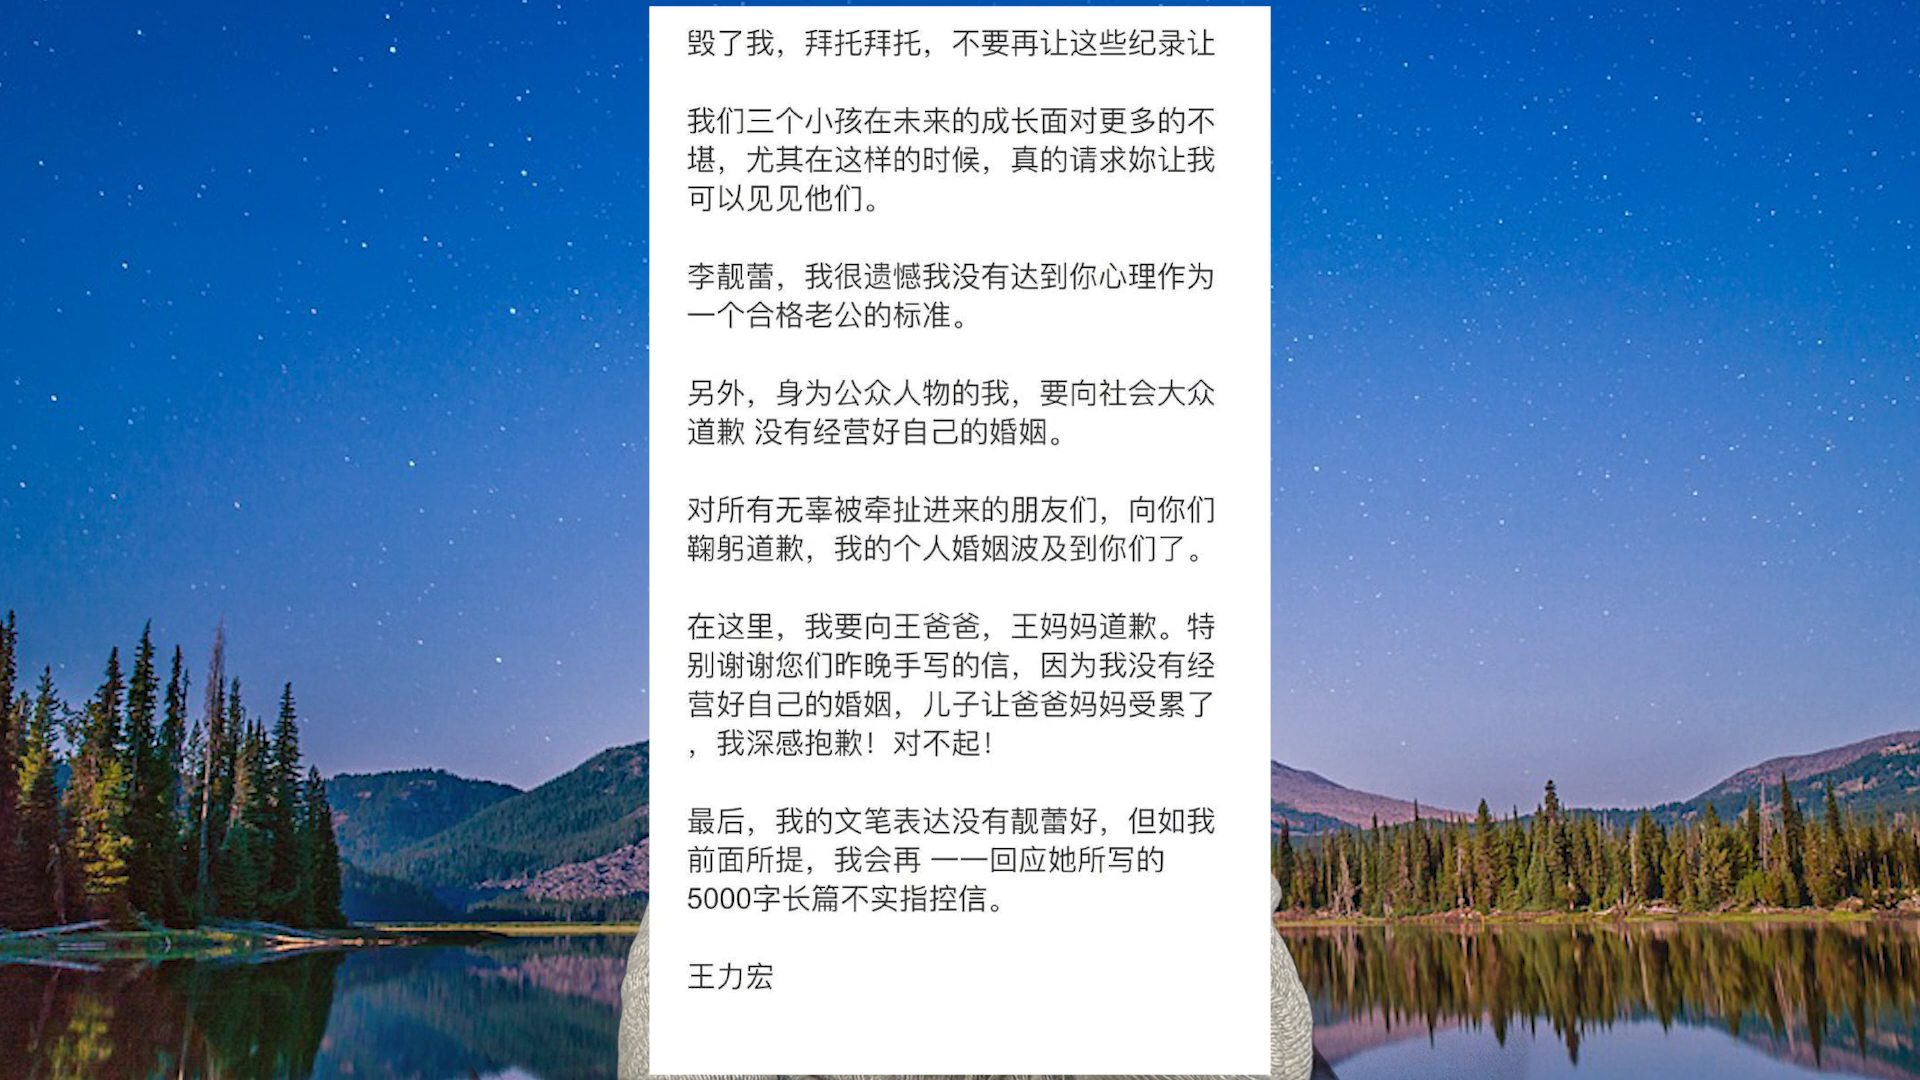 毁了我，拜托拜托，不要再让这些纪录让
我们三个小孩在未来的成长面对更多的不
堪，尤其在这样的时候，真的请求妳让我
可以见见他们。
李靓蕾，我很遗憾我没有达到你心理作为
一个合格老公的标准。
另外，身为公众人物的我，要向社会大众
道歉 没有经营好自己的婚姻。
对所有无辜被牵扯进来的朋友们，向你们
鞠躬道歉，我的个人婚姻波及到你们了。
在这里，我要向王爸爸，王妈妈道歉。特
别谢谢您们昨晚手写的信，因为我没有经
营好自己的婚姻，儿子让爸爸妈妈受累了
，我深感抱歉！对不起！
最后，我的文笔表达没有靓蕾好，但如我
前面所提，我会再 一一回应她所写的
5000字长篇不实指控信。
王力宏